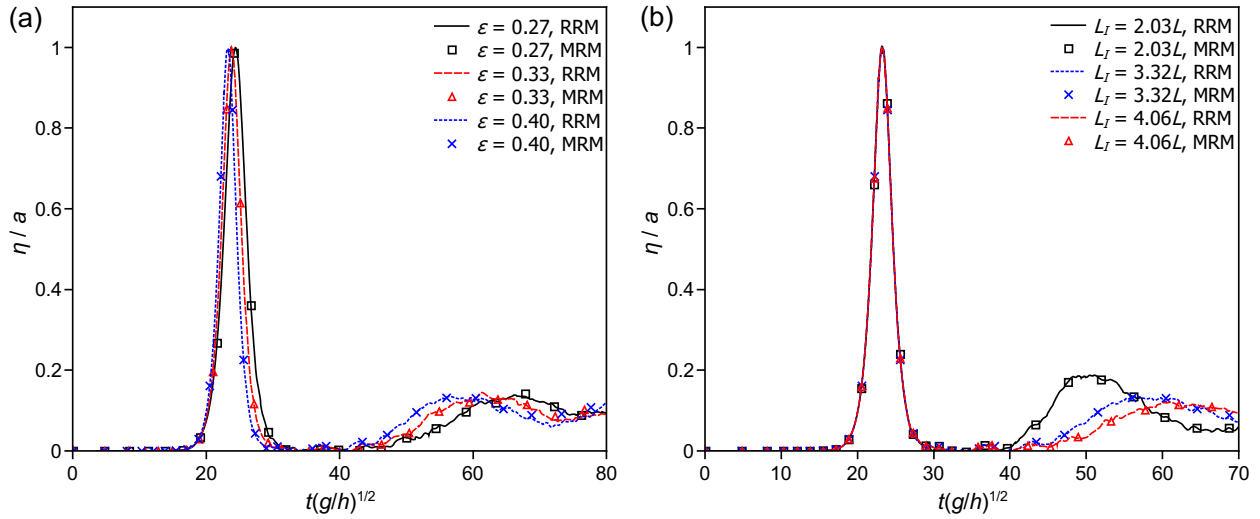 (a)
ε = 0.27, RRM
ε = 0.27, MRM
ε = 0.33, RRM
ε = 0.33, MRM
ε = 0.40, RRM
ε = 0.40, MRM
1
0.8
0.6
0.4
0.2
0
η / a
0 20 40 60 80
t(g/h)^1/2
(b)
L_I = 2.03L, RRM
L_I = 2.03L, MRM
L_I = 3.32L, RRM
L_I = 3.32L, MRM
L_I = 4.06L, RRM
L_I = 4.06L, MRM
1
0.8
0.6
0.4
0.2
0
η / a
0 10 20 30 40 50 60 70
t(g/h)^1/2